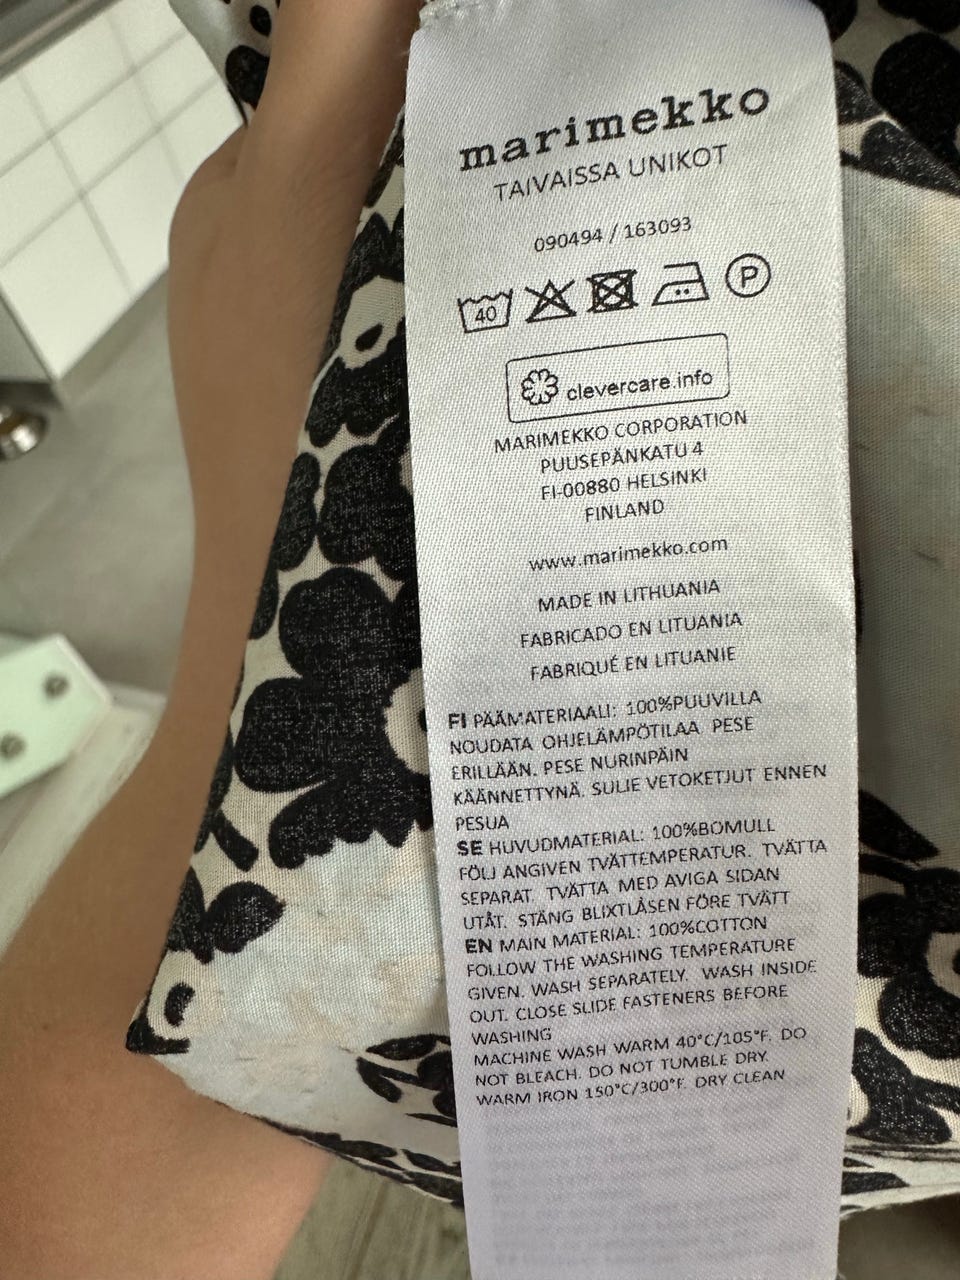 marimekko
TAIVAISSA UNIKOT
090494 / 163093
40 P
clevercare.info
MARIMEKKO CORPORATION
PUUSEPÄNKATU 4
FI-00880 HELSINKI
FINLAND
www.marimekko.com
MADE IN LITHUANIA
FABRICADO EN LITUANIA
FABRIQUÉ EN LITUANIE
FI PÄÄMATERIAALI: 100%PUUVILLA
NOUDATA OHJELÄMPÖTILAA PESE
ERILLÄÄN. PESE NURINPÄIN
KÄÄNNETTYNÄ. SULJE VETOKETJUT ENNEN
PESUA
SE HUVUDMATERIAL: 100%BOMULL
FÖLJ ANGIVEN TVÄTTEMPERATUR. TVÄTTA
SEPARAT TVÄTTA MED AVIGA SIDAN
UTÅT. STÄNG BLIXTLÅSEN FÖRE TVÄTT
EN MAIN MATERIAL: 100%COTTON
FOLLOW THE WASHING TEMPERATURE
GIVEN. WASH SEPARATELY. WASH INSIDE
OUT. CLOSE SLIDE FASTENERS BEFORE
WASHING
MACHINE WASH WARM 40°C/105°F. DO
NOT BLEACH. DO NOT TUMBLE DRY.
WARM IRON 150°C/300°F. DRY CLEAN